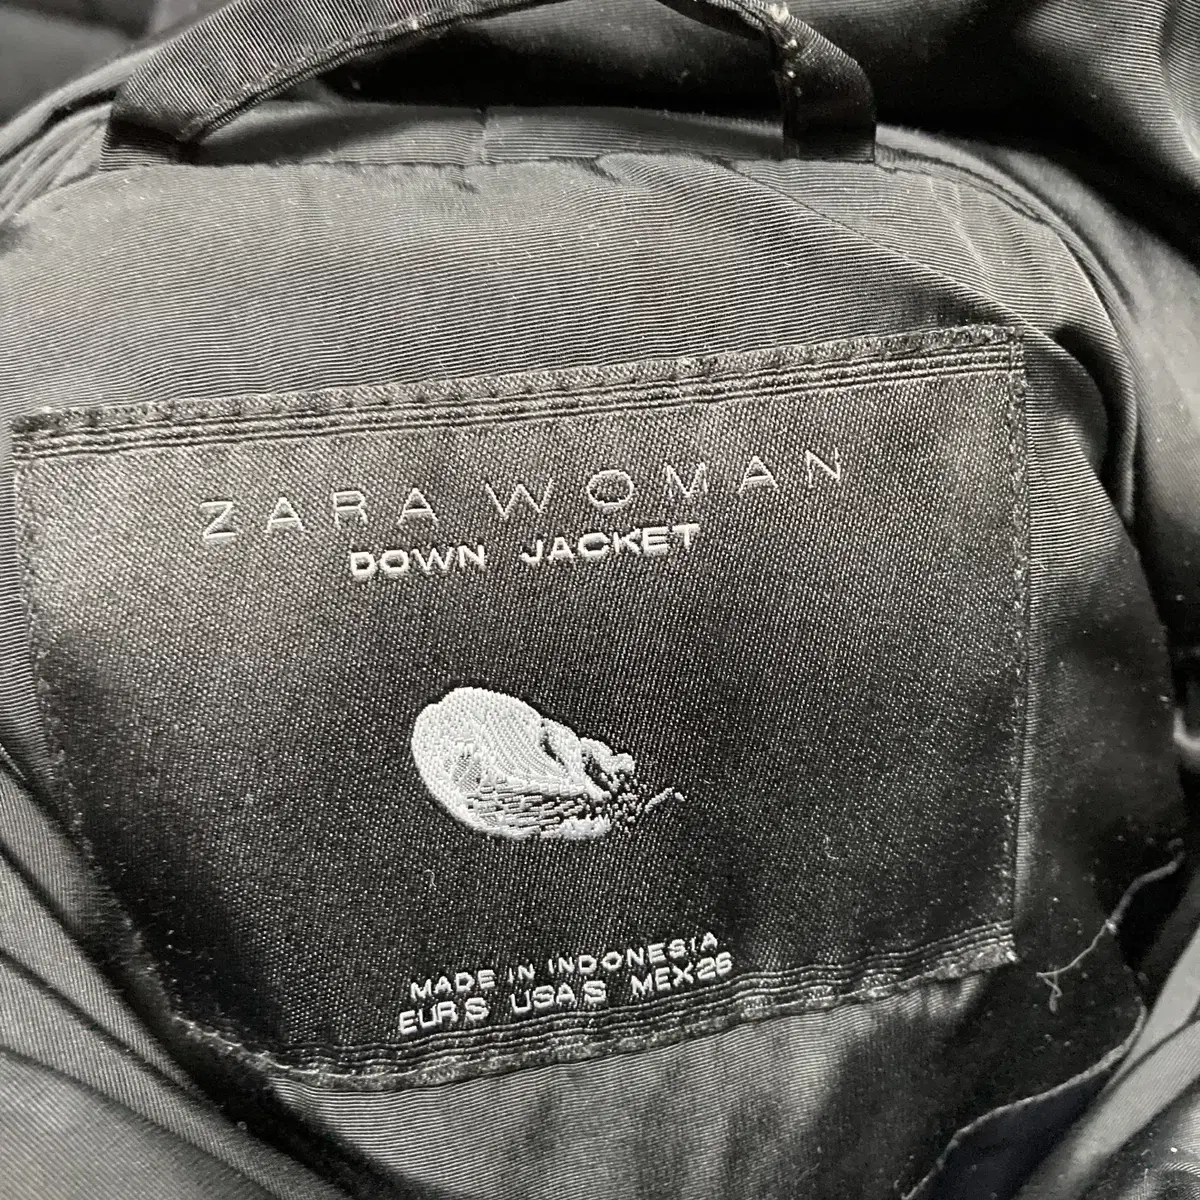 ZARA WOMAN
DOWN JACKET
MADE IN INDONESIA
EUR S USA S MEX 26